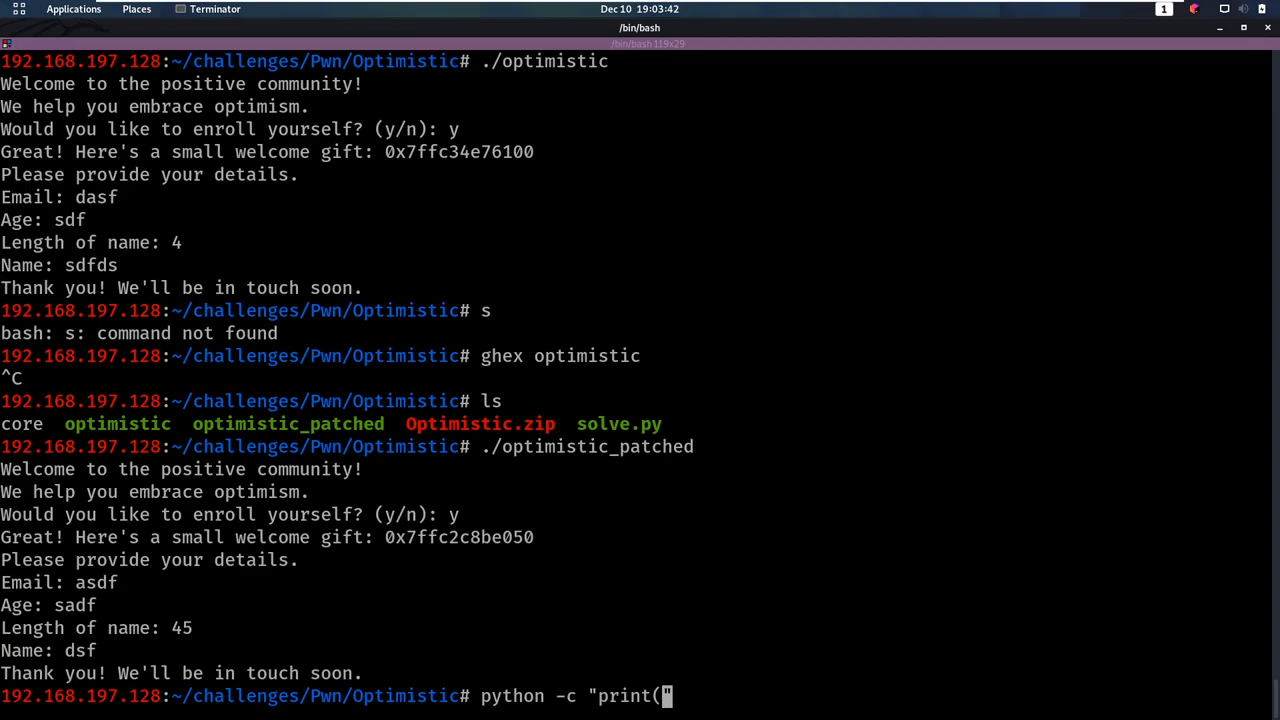 Applications Places Terminator Dec 10 19:03:42 1
/bin/bash
/bin/bash 119x29
192.168.197.128:~/challenges/Pwn/Optimistic# ./optimistic
Welcome to the positive community!
We help you embrace optimism.
Would you like to enroll yourself? (y/n): y
Great! Here's a small welcome gift: 0x7ffc34e76100
Please provide your details.
Email: dasf
Age: sdf
Length of name: 4
Name: sdfds
Thank you! We'll be in touch soon.
192.168.197.128:~/challenges/Pwn/Optimistic# s
bash: s: command not found
192.168.197.128:~/challenges/Pwn/Optimistic# ghex optimistic
^C
192.168.197.128:~/challenges/Pwn/Optimistic# ls
core optimistic optimistic_patched Optimistic.zip solve.py
192.168.197.128:~/challenges/Pwn/Optimistic# ./optimistic_patched
Welcome to the positive community!
We help you embrace optimism.
Would you like to enroll yourself? (y/n): y
Great! Here's a small welcome gift: 0x7ffc2c8be050
Please provide your details.
Email: asdf
Age: sadf
Length of name: 45
Name: dsf
Thank you! We'll be in touch soon.
192.168.197.128:~/challenges/Pwn/Optimistic# python -c "print("